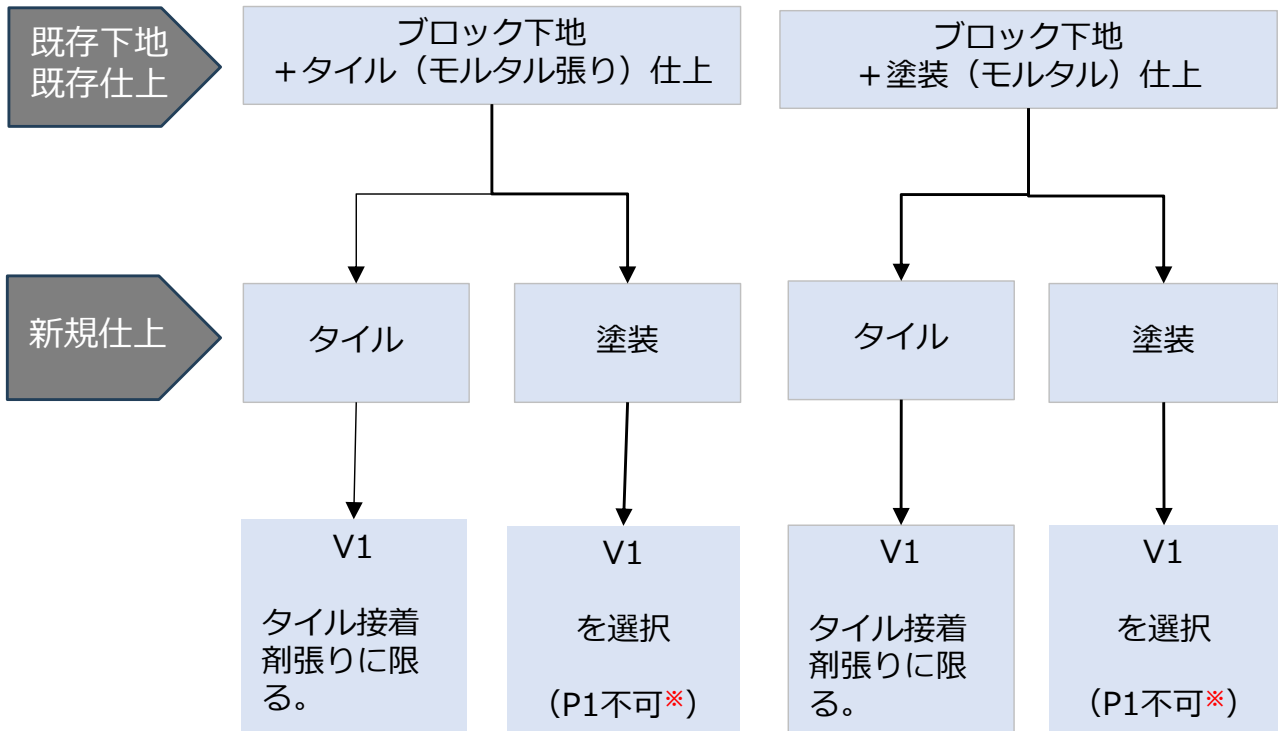 既存下地
既存仕上
ブロック下地
+タイル（モルタル張り）仕上
ブロック下地
+塗装（モルタル）仕上
新規仕上
タイル
塗装
タイル
塗装
V1
タイル接着
剤張りに限
る。
V1
を選択
（P1不可※）
V1
タイル接着
剤張りに限
る。
V1
を選択
（P1不可※）